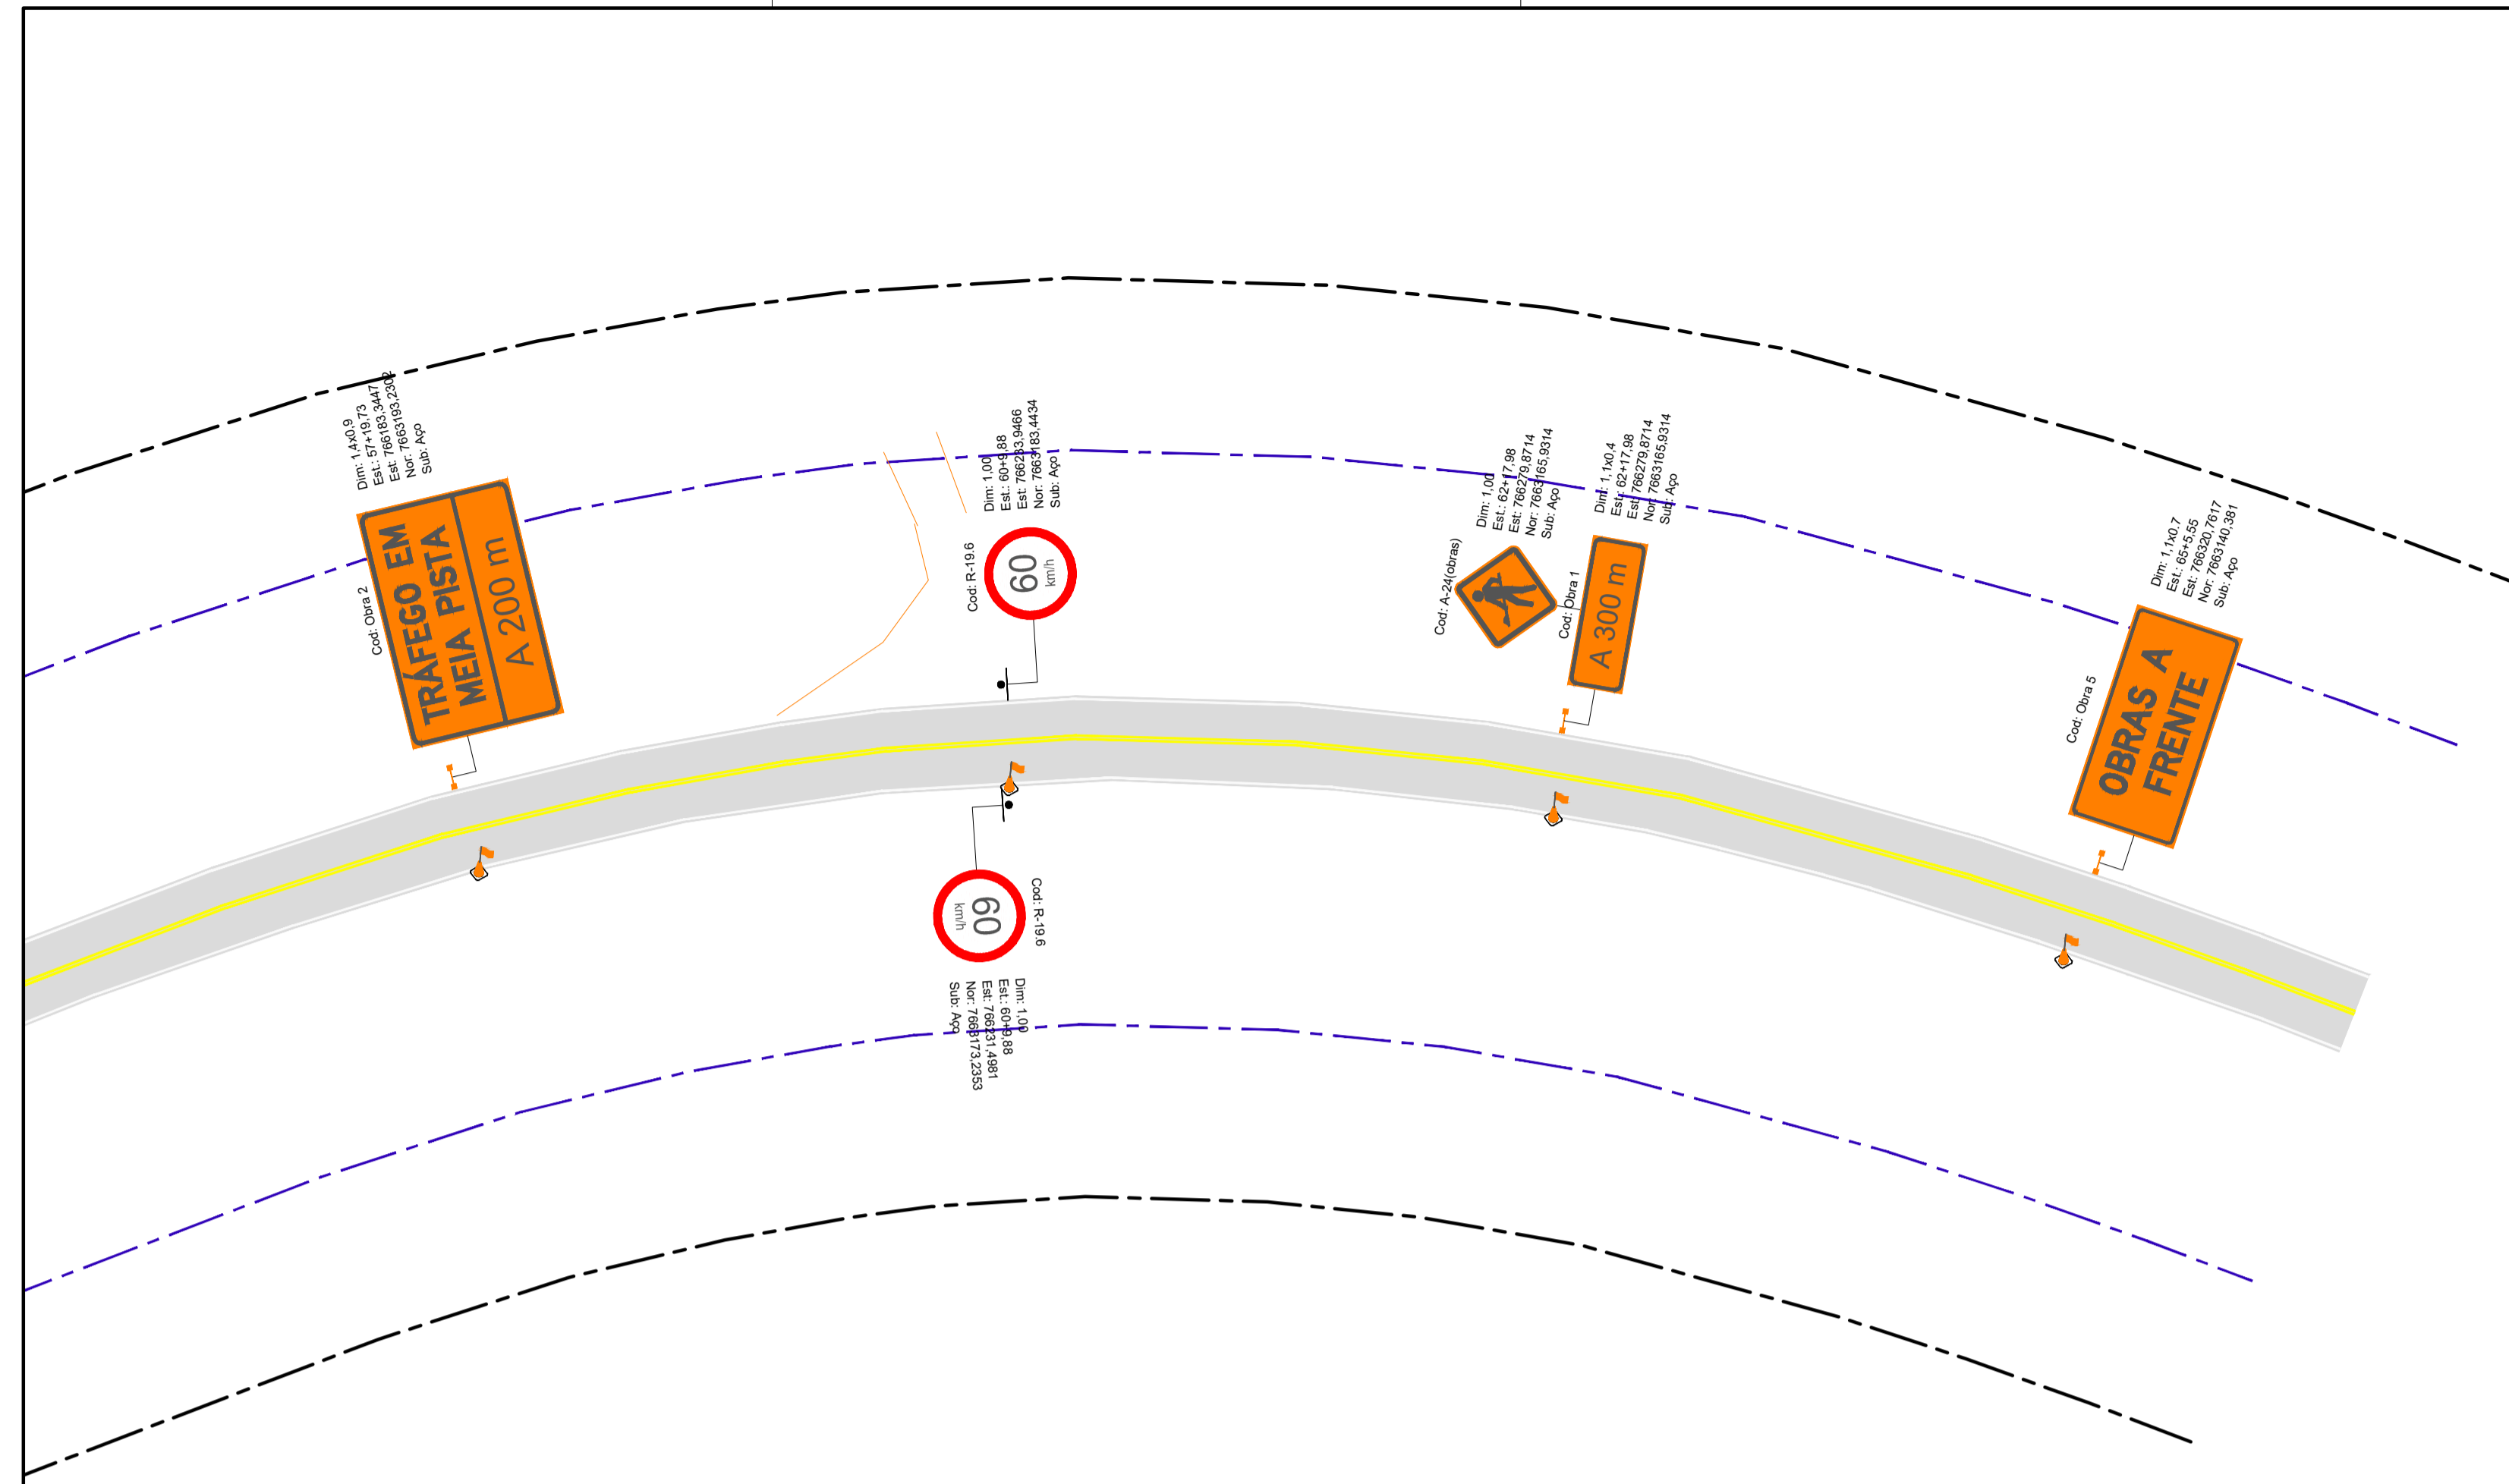 Dim: 1,4x0,9
Est.: 57+19,73
Est: 766183,3447
Nor: 7663193,2302
Sub: Aço
Cod: Obra 2
TRÁFEGO EM
MEIA PISTA
A 200 m
Dim: 1,00
Est.: 60+9,88
Est: 766233,9466
Nor: 7663183,4434
Sub: Aço
Cod: R-19.6
60
km/h
Dim: 1,00
Est.: 62+17,98
Est: 766279,8714
Nor: 7663165,9314
Sub: Aço
Cod: A-24(obras)
Dim: 1,1x0,4
Est.: 62+17,98
Est: 766279,8714
Nor: 7663165,9314
Sub: Aço
Cod: Obra 1
A 300 m
Dim: 1,1x0.7
Est.: 65+5,55
Est: 766320,7617
Nor: 7663140,381
Sub: Aço
Cod: Obra 5
OBRAS A
FRENTE
60
km/h
Cod: R-19.6
Dim: 1,00
Est.: 60+9,88
Est: 766231,4981
Nor: 7663173,2353
Sub: Aço